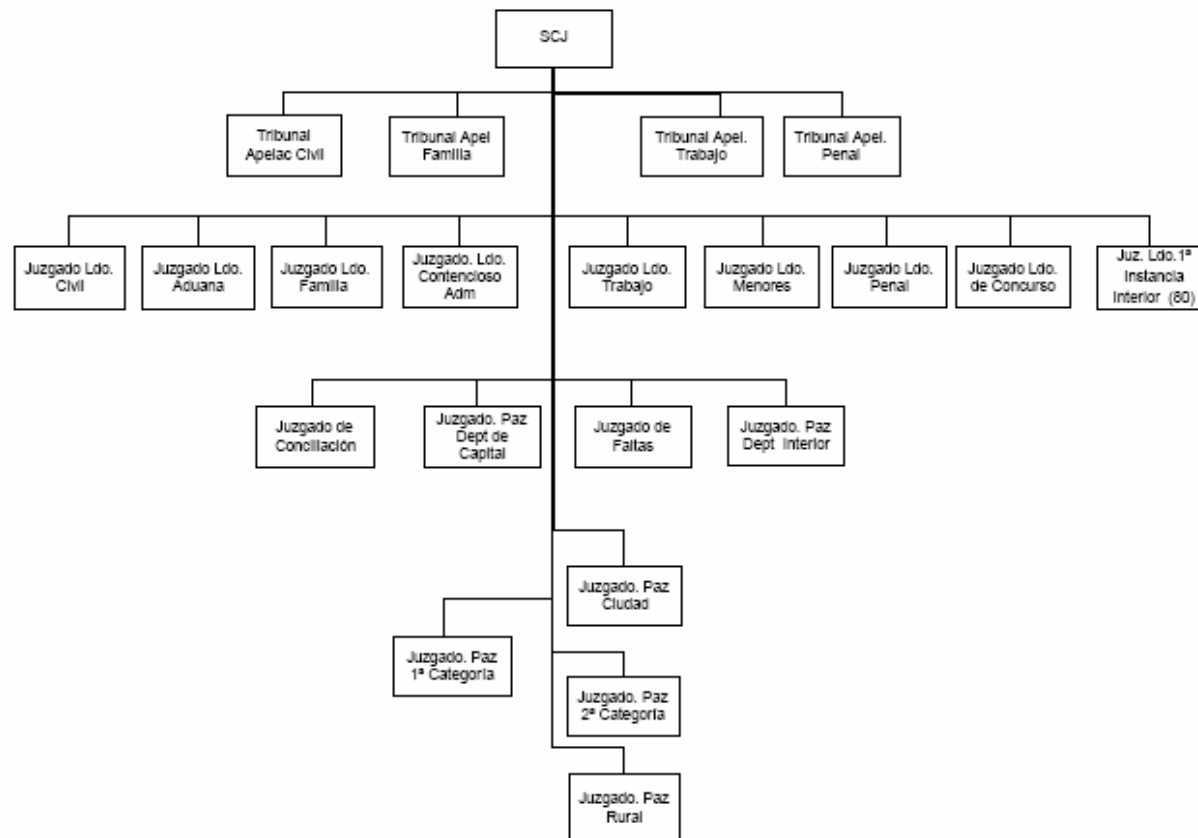 SCJ
Tribunal
Apelac Civil
Tribunal Apel
Familia
Tribunal Apel.
Trabajo
Tribunal Apel.
Penal
Juzgado Ldo.
Civil
Juzgado Ldo.
Aduana
Juzgado Ldo.
Familia
Juzgado. Ldo.
Contencioso
Adm
Juzgado Ldo.
Trabajo
Juzgado Ldo.
Menores
Juzgado Ldo.
Penal
Juzgado Ldo.
de Concurso
Juz. Ldo.1ª
Instancia
Interior (80)
Juzgado de
Conciliación
Juzgado. Paz
Dept de
Capital
Juzgado de
Faltas
Juzgado. Paz
Dept Interior
Juzgado. Paz
Ciudad
Juzgado. Paz
1ª Categoría
Juzgado. Paz
2ª Categoría
Juzgado. Paz
Rural